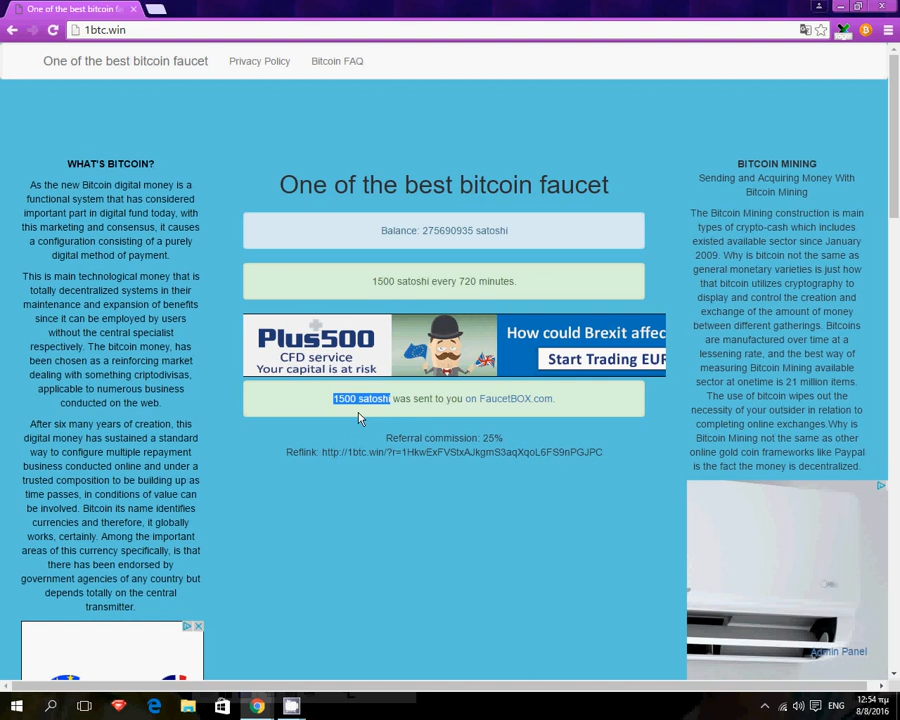 One of the best bitcoin f
1btc.win
One of the best bitcoin faucet
Privacy Policy
Bitcoin FAQ
WHAT'S BITCOIN?
As the new Bitcoin digital money is a
functional system that has considered
important part in digital fund today, with
this marketing and consensus, it causes
a configuration consisting of a purely
digital method of payment.
This is main technological money that is
totally decentralized systems in their
maintenance and expansion of benefits
since it can be employed by users
without the central specialist
respectively. The bitcoin money, has
been chosen as a reinforcing market
dealing with something criptodivisas,
applicable to numerous business
conducted on the web.
After six many years of creation, this
digital money has sustained a standard
way to configure multiple repayment
business conducted online and under a
trusted composition to be building up as
time passes, in conditions of value can
be involved. Bitcoin its name identifies
currencies and therefore, it globally
works, certainly. Among the important
areas of this currency specifically, is that
there has been endorsed by
government agencies of any country but
depends totally on the central
transmitter.
One of the best bitcoin faucet
Balance: 275690935 satoshi
1500 satoshi every 720 minutes.
Plus500
CFD service
Your capital is at risk
How could Brexit affec
Start Trading EUR
1500 satoshi was sent to you on FaucetBOX.com.
Referral commission: 25%
Reflink: http://1btc.win/?r=1HkwExFVStxAJkgmS3aqXqoL6FS9nPGJPC
BITCOIN MINING
Sending and Acquiring Money With
Bitcoin Mining
The Bitcoin Mining construction is main
types of crypto-cash which includes
existed available sector since January
2009. Why is bitcoin not the same as
general monetary varieties is just how
that bitcoin utilizes cryptography to
display and control the creation and
exchange of the amount of money
between different gatherings. Bitcoins
are manufactured over time at a
lessening rate, and the best way of
measuring Bitcoin Mining available
sector at onetime is 21 million items.
The use of bitcoin wipes out the
necessity of your outsider in relation to
completing online exchanges.Why is
Bitcoin Mining not the same as other
online gold coin frameworks like Paypal
is the fact the money is decentralized.
Admin Panel
ENG
12:54 πμ
8/8/2016